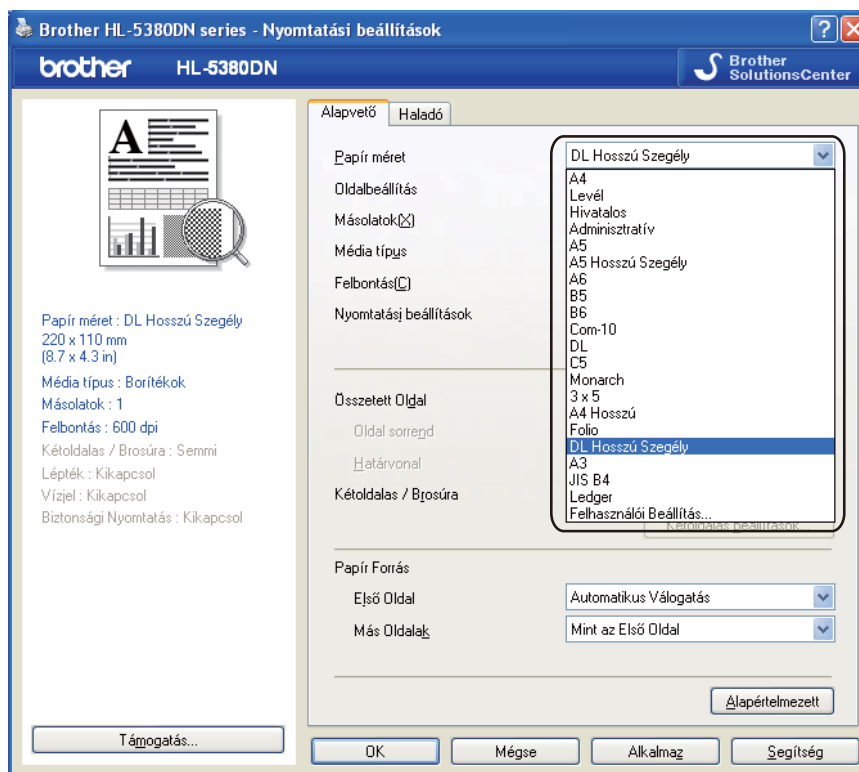 Brother HL-5380DN series - Nyomtatási beállítások
brother HL-5380DN
Brother
SolutionsCenter
Alapvető Haladó
A
Papír méret : DL Hosszú Szegély
220 x 110 mm
(8.7 x 4.3 in)
Média típus : Borítékok
Másolatok : 1
Felbontás : 600 dpi
Kétoldalas / Brosúra : Semmi
Lépték : Kikapcsol
Vízjel : Kikapcsol
Biztonsági Nyomtatás : Kikapcsol
Támogatás...
Papír méret
Oldalbeállítás
Másolatok(X)
Média típus
Felbontás(C)
Nyomtatási beállítások
Összetett Oldal
Oldal sorrend
Határvonal
Kétoldalas / Brosúra
DL Hosszú Szegély
A4
Levél
Hivatalos
Adminisztratív
A5
A5 Hosszú Szegély
A6
B5
B6
Com-10
DL
C5
Monarch
3 x 5
A4 Hosszú
Folio
DL Hosszú Szegély
A3
JIS B4
Ledger
Felhasználói Beállítás...
Kétoldalas beállítások...
Papír Forrás
Első Oldal Automatikus Válogatás
Más Oldalak Mint az Első Oldal
Alapértelmezett
OK Mégse Alkalmaz Segítség